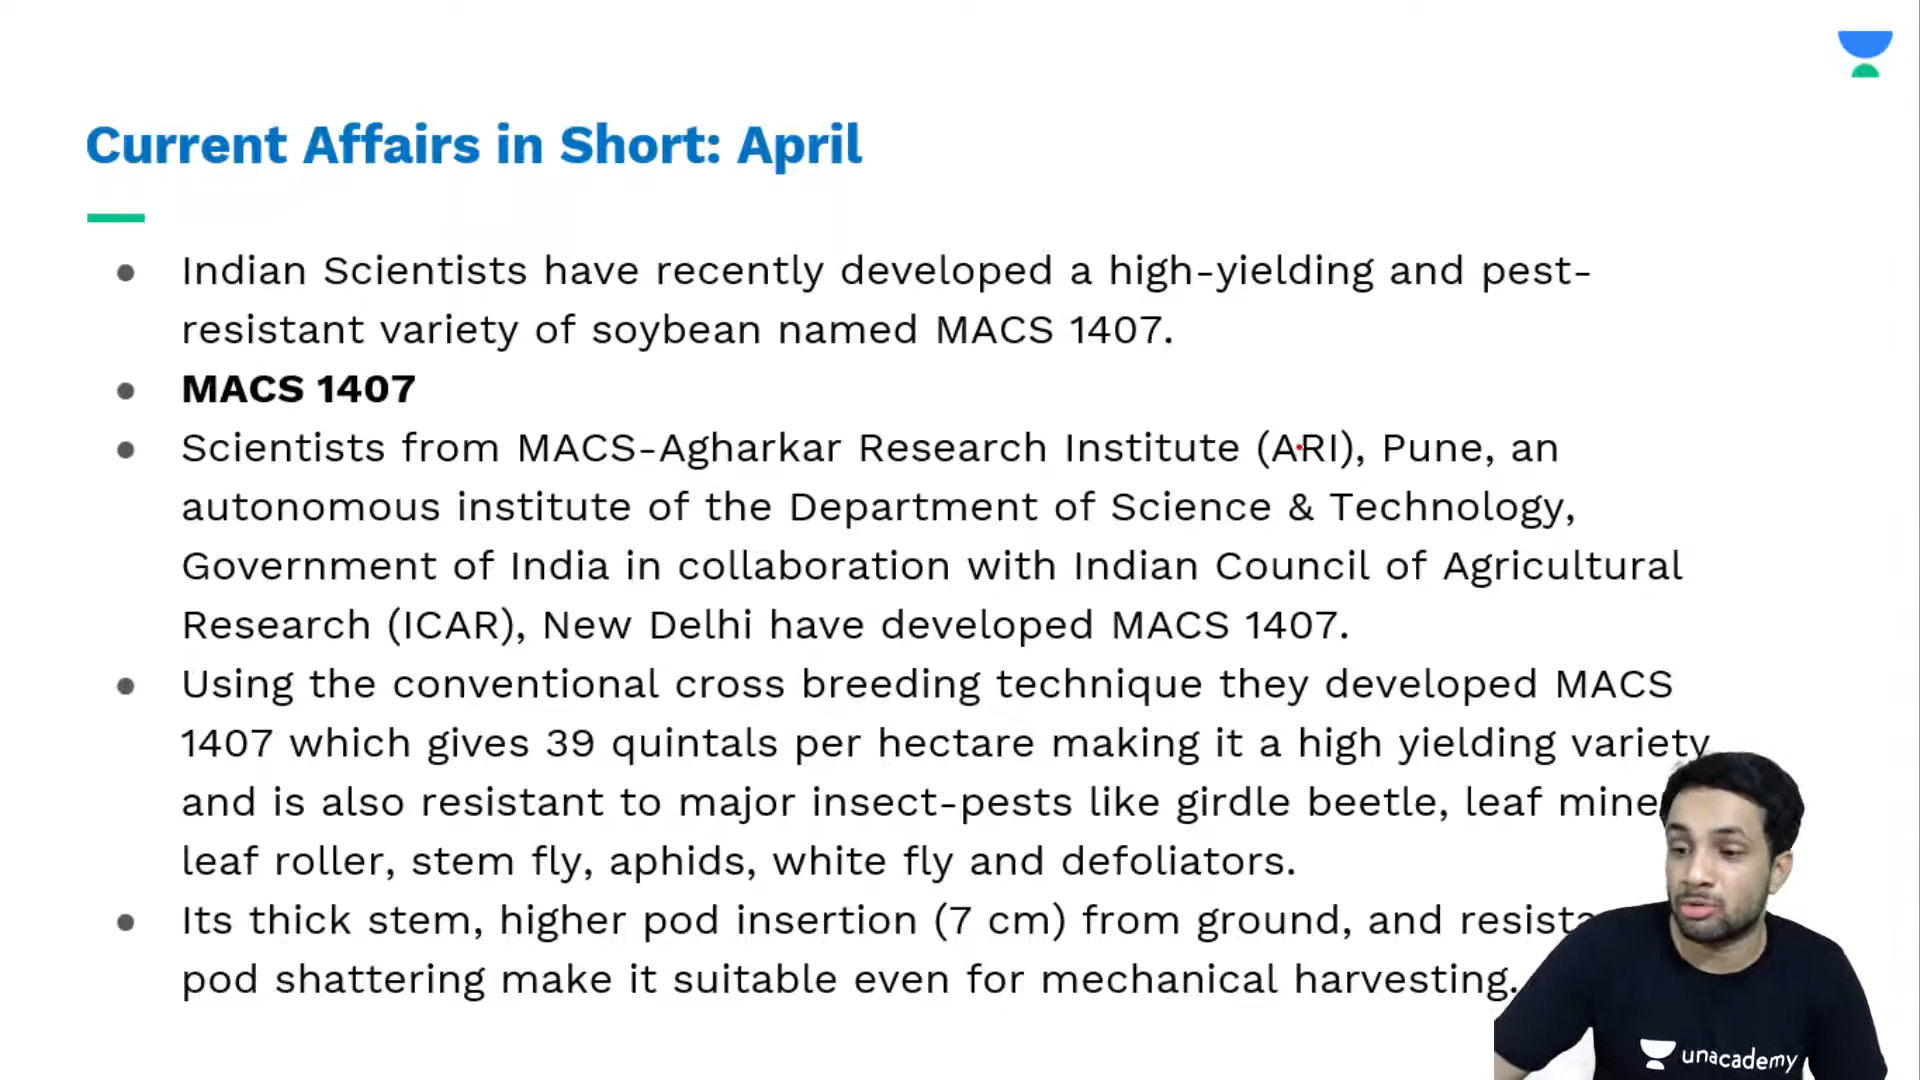 Current Affairs in Short: April
Indian Scientists have recently developed a high-yielding and pest-
resistant variety of soybean named MACS 1407.
MACS 1407
Scientists from MACS-Agharkar Research Institute (ARI), Pune, an
autonomous institute of the Department of Science & Technology,
Government of India in collaboration with Indian Council of Agricultural
Research (ICAR), New Delhi have developed MACS 1407.
Using the conventional cross breeding technique they developed MACS
1407 which gives 39 quintals per hectare making it a high yielding variety
and is also resistant to major insect-pests like girdle beetle, leaf
leaf roller, stem fly, aphids, white fly and defoliators.
Its thick stem, higher pod insertion (7 cm) from ground, and
pod shattering make it suitable even for mechanical harvesting.
unacademy